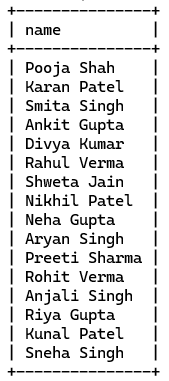 +---------------+
| name          |
+---------------+
| Pooja Shah    |
| Karan Patel   |
| Smita Singh   |
| Ankit Gupta   |
| Divya Kumar   |
| Rahul Verma   |
| Shweta Jain   |
| Nikhil Patel  |
| Neha Gupta    |
| Aryan Singh   |
| Preeti Sharma |
| Rohit Verma   |
| Anjali Singh  |
| Riya Gupta    |
| Kunal Patel   |
| Sneha Singh   |
+---------------+